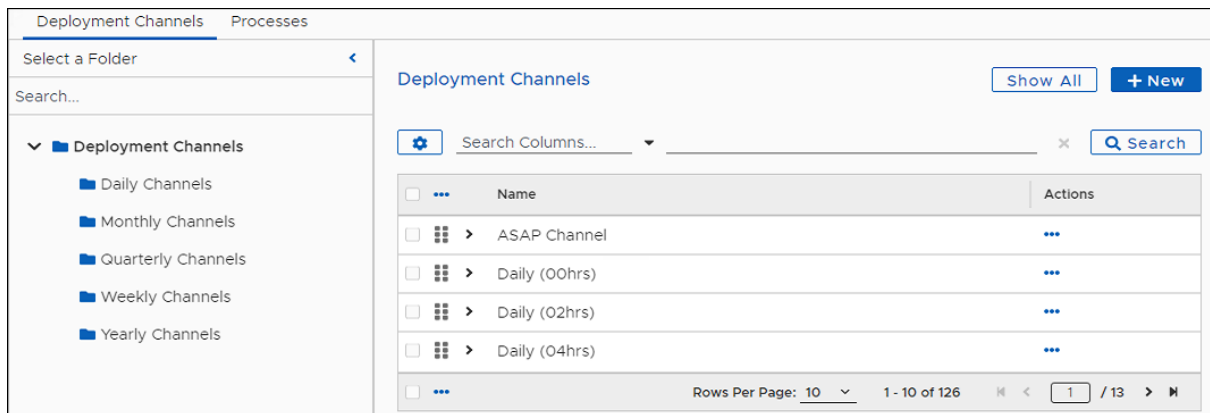 Deployment Channels Processes
Select a Folder
Search...
Deployment Channels
Daily Channels
Monthly Channels
Quarterly Channels
Weekly Channels
Yearly Channels
Deployment Channels
Show All + New
Search Columns... Search
Name Actions
ASAP Channel
Daily (00hrs)
Daily (02hrs)
Daily (04hrs)
Rows Per Page: 10 1 - 10 of 126 1 / 13